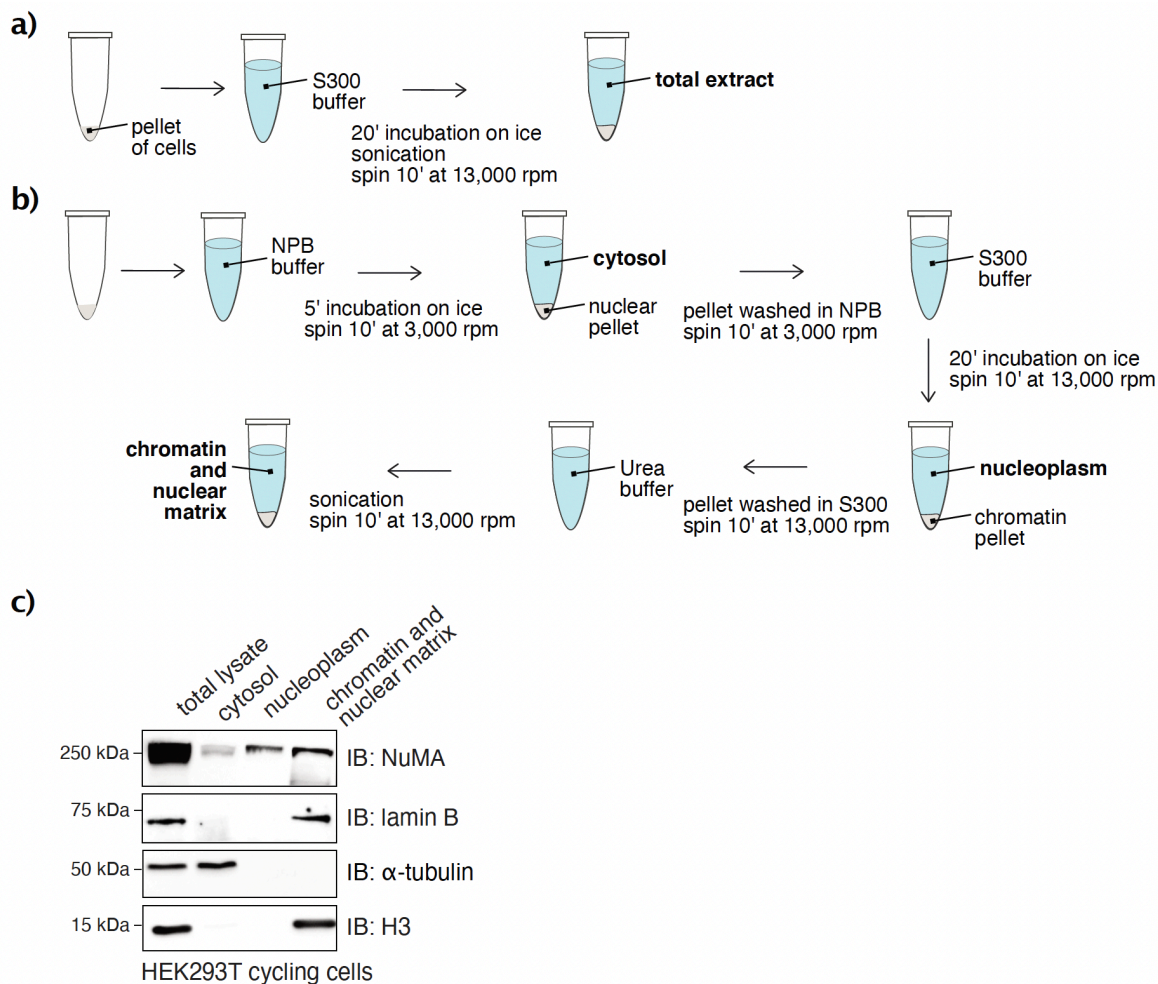 a)
pellet
of cells
S300
buffer
20' incubation on ice
sonication
spin 10' at 13,000 rpm
total extract
b)
NPB
buffer
5' incubation on ice
spin 10' at 3,000 rpm
cytosol
nuclear
pellet
pellet washed in NPB
spin 10' at 3,000 rpm
S300
buffer
20' incubation on ice
spin 10' at 13,000 rpm
nucleoplasm
chromatin
pellet
pellet washed in S300
spin 10' at 13,000 rpm
Urea
buffer
sonication
spin 10' at 13,000 rpm
chromatin
and
nuclear
matrix
c)
total lysate
cytosol
nucleoplasm
chromatin and
nuclear matrix
250 kDa
IB: NuMA
75 kDa
IB: lamin B
50 kDa
IB: α-tubulin
15 kDa
IB: H3
HEK293T cycling cells